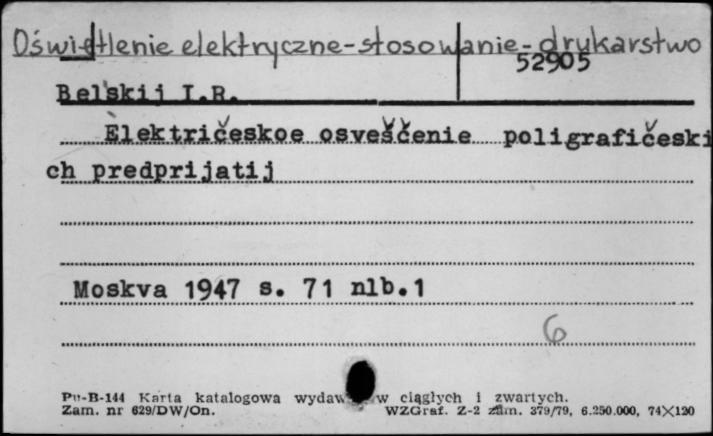 Oświetlenie elektryczne-stosowanie-drukarstwo
52905
Belskij I.R.
Električeskoe osveščenie poligrafičeski
ch predprijatij
Moskva 1947 s. 71 nlb.1
6
Pu-B-144 Karta katalogowa wydaw w ciągłych i zwartych.
Zam. nr 629/DW/On. WZGraf. Z-2 zam. 379/79, 6.250.000, 74×120